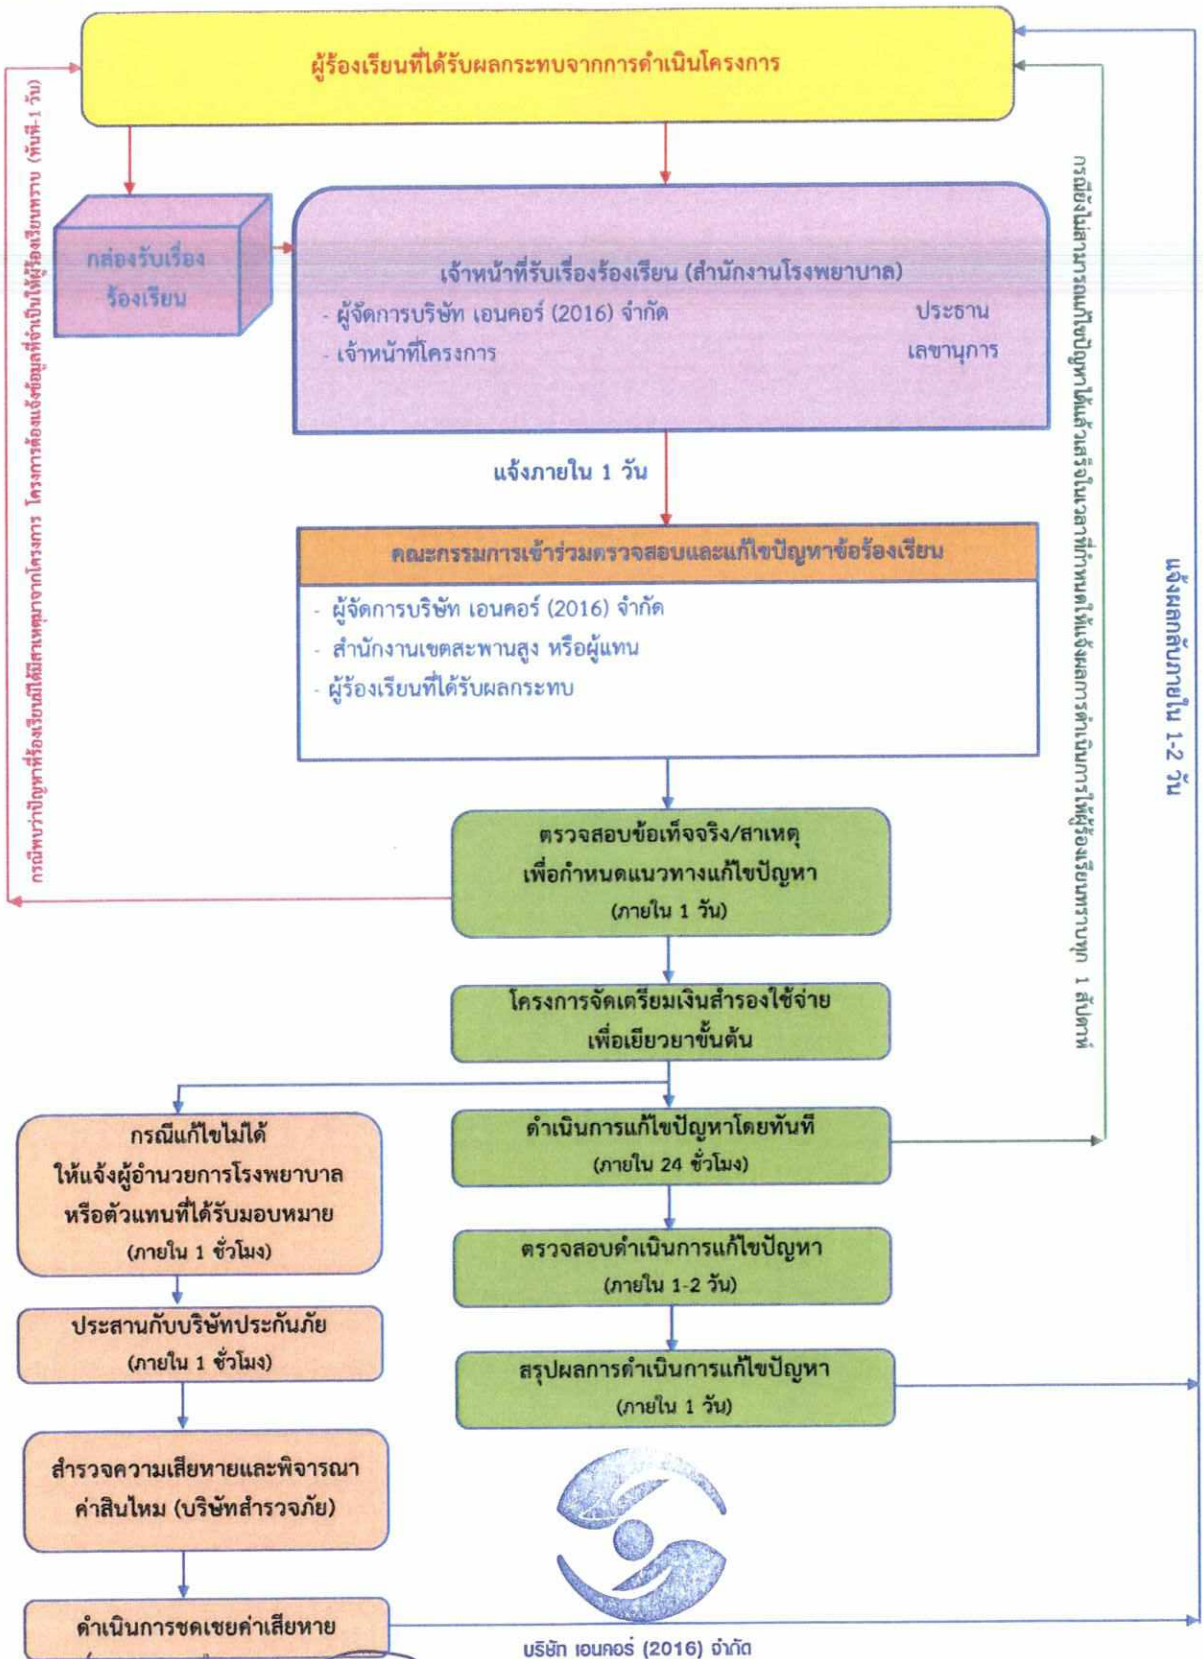 ผู้ร้องเรียนที่ได้รับผลกระทบจากการดำเนินโครงการ
กล่องรับเรื่อง
ร้องเรียน
เจ้าหน้าที่รับเรื่องร้องเรียน (สำนักงานโรงพยาบาล)
- ผู้จัดการบริษัท เอนคอร์ (2016) จำกัด ประธาน
- เจ้าหน้าที่โครงการ เลขานุการ
แจ้งภายใน 1 วัน
คณะกรรมการเข้าร่วมตรวจสอบและแก้ไขปัญหาข้อร้องเรียน
- ผู้จัดการบริษัท เอนคอร์ (2016) จำกัด
- สำนักงานเขตสะพานสูง หรือผู้แทน
- ผู้ร้องเรียนที่ได้รับผลกระทบ
ตรวจสอบข้อเท็จจริง/สาเหตุ
เพื่อกำหนดแนวทางแก้ไขปัญหา
(ภายใน 1 วัน)
โครงการจัดเตรียมเงินสำรองใช้จ่าย
เพื่อเยียวยาขั้นต้น
กรณีแก้ไขไม่ได้
ให้แจ้งผู้อำนวยการโรงพยาบาล
หรือตัวแทนที่ได้รับมอบหมาย
(ภายใน 1 ชั่วโมง)
ดำเนินการแก้ไขปัญหาโดยทันที
(ภายใน 24 ชั่วโมง)
ตรวจสอบดำเนินการแก้ไขปัญหา
(ภายใน 1-2 วัน)
ประสานกับบริษัทประกันภัย
(ภายใน 1 ชั่วโมง)
สรุปผลการดำเนินการแก้ไขปัญหา
(ภายใน 1 วัน)
สำรวจความเสียหายและพิจารณา
ค่าสินไหม (บริษัทสำรวจภัย)
ดำเนินการชดเชยค่าเสียหาย
กรณีพบว่าปัญหาที่ร้องเรียนมิได้มีสาเหตุมาจากโครงการ โครงการต้องแจ้งข้อมูลที่จำเป็นให้ผู้ร้องเรียนทราบ (ทันที-1 วัน)
กรณียังไม่สามารถแก้ไขปัญหาได้แล้วเสร็จในเวลาที่กำหนดให้แจ้งผลการดำเนินการให้ผู้ร้องเรียนทราบทุก 1 สัปดาห์
แจ้งผลกลับภายใน 1-2 วัน
บริษัท เอนคอร์ (2016) จำกัด